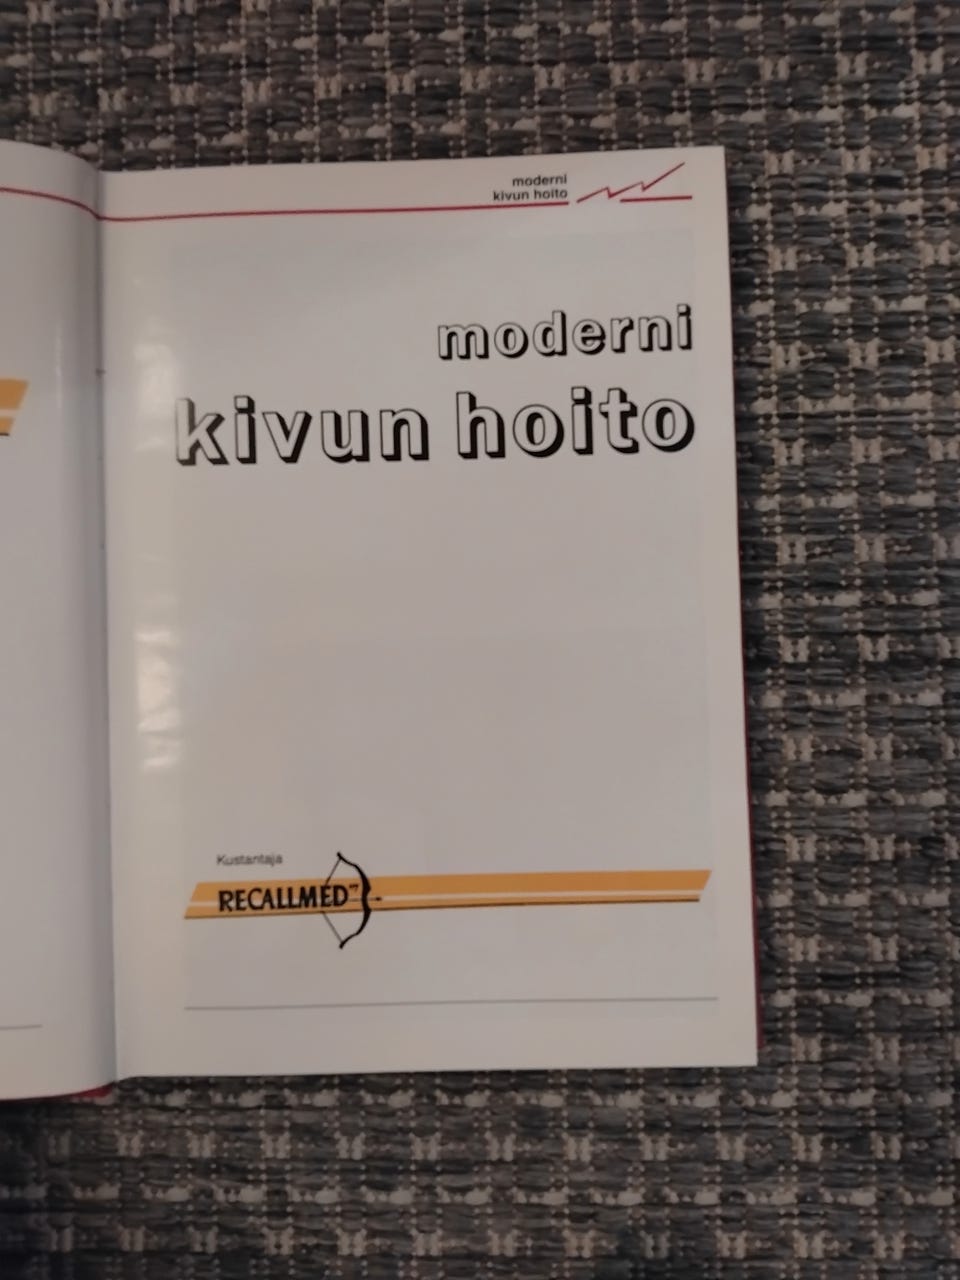 moderni
kivun hoito
moderni
kivun hoito
Kustantaja
RECALLMED